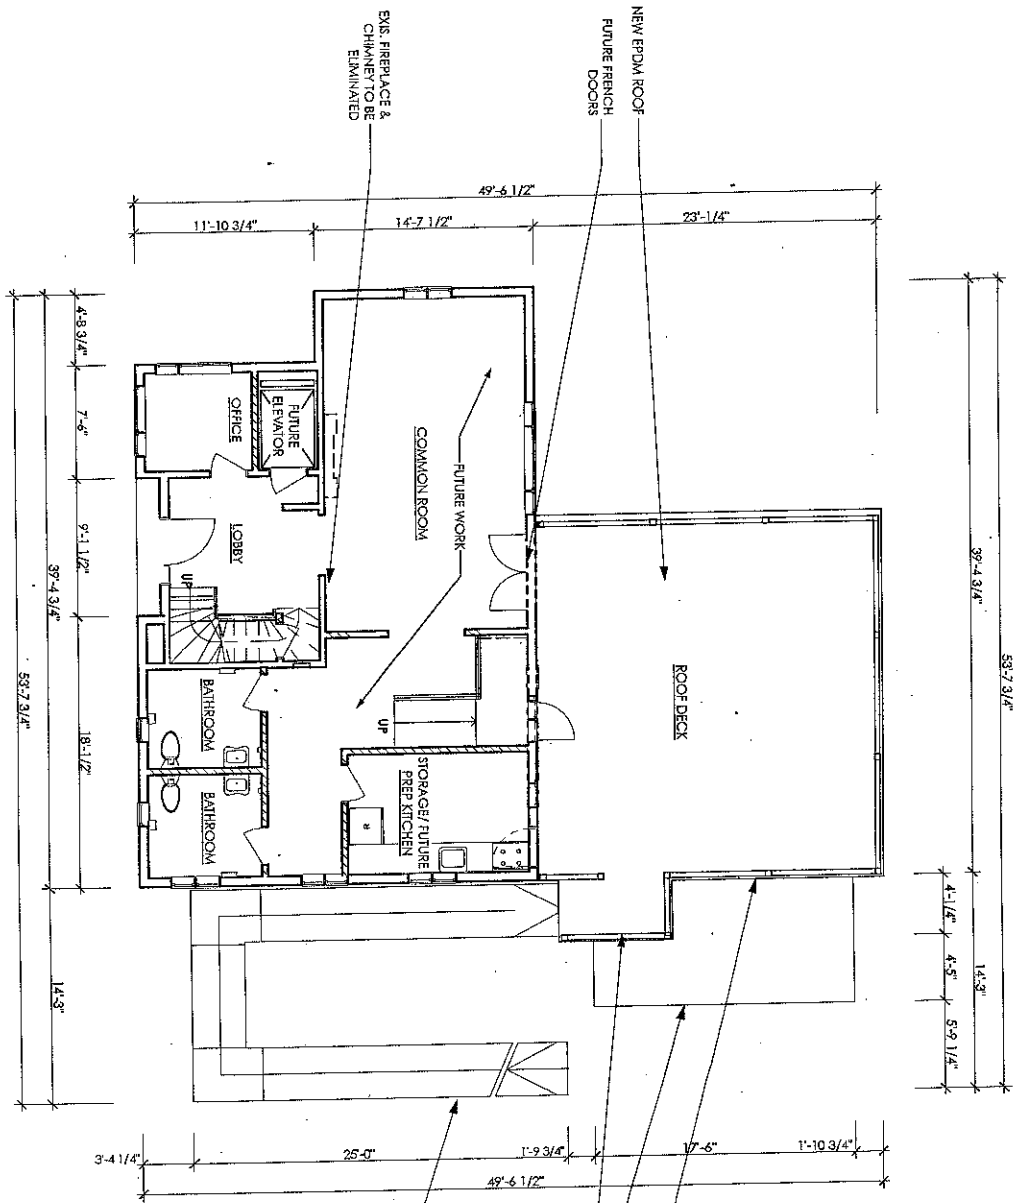 NEW EPDM ROOF
FUTURE FRENCH
DOORS
EXIS. FIREPLACE &
CHIMNEY TO BE
ELIMINATED
49'-6 1/2"
11'-10 3/4"
14'-7 1/2"
23'-1/4"
4'-8 3/4"
7'-6"
9'-1 1/2"
18'-1/2"
39'-4 3/4"
14'-3"
53'-7 3/4"
OFFICE
FUTURE
ELEVATOR
COMMON ROOM
FUTURE WORK
LOBBY
UP
BATHROOM
BATHROOM
UP
STORAGE/ FUTURE
PREP KITCHEN
R
ROOF DECK
39'-4 3/4"
53'-7 3/4"
4'-1/4"
4'-5"
5'-9 1/4"
14'-3"
3'-4 1/4"
25'-0"
1'-9 3/4"
17'-6"
1'-10 3/4"
49'-6 1/2"